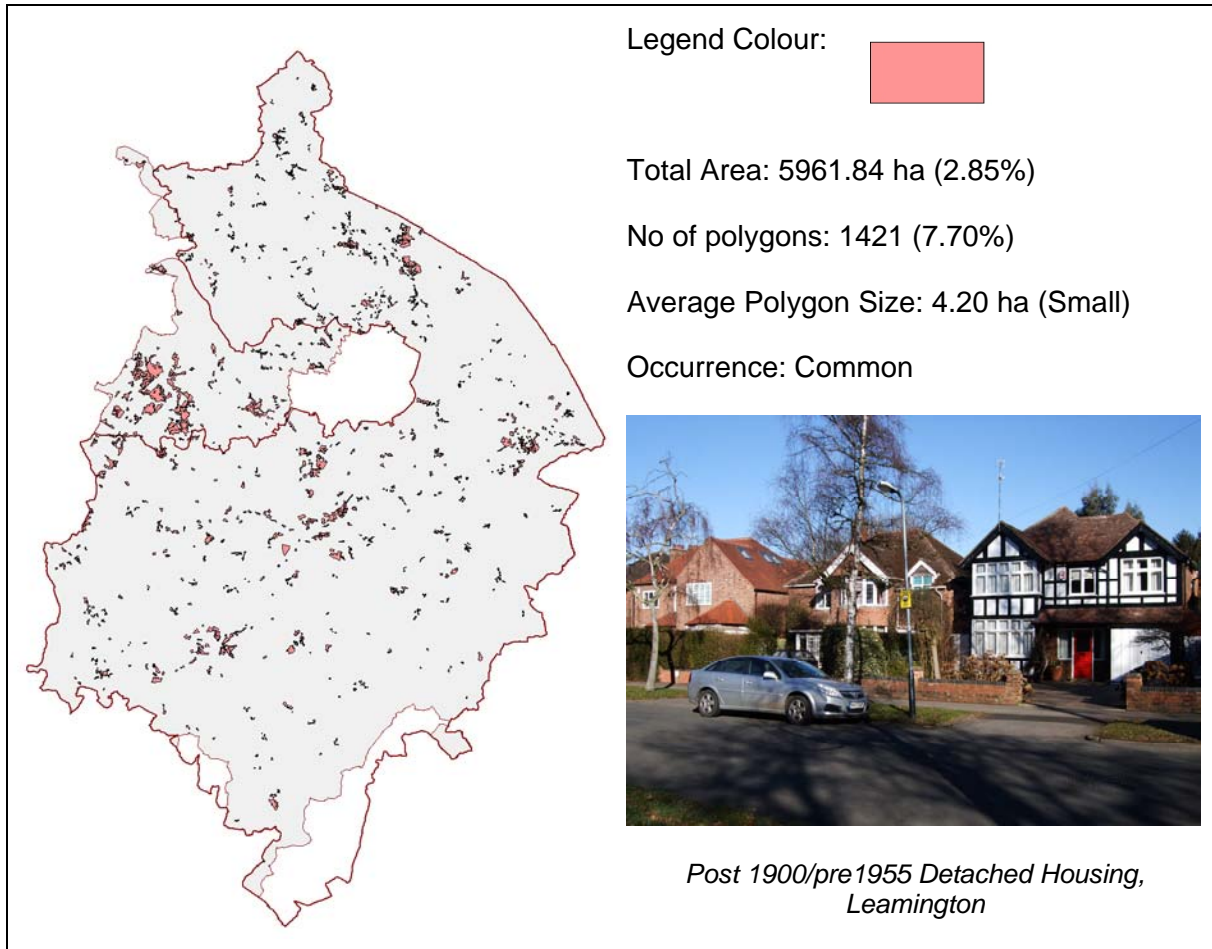 Legend Colour:
Total Area: 5961.84 ha (2.85%)
No of polygons: 1421 (7.70%)
Average Polygon Size: 4.20 ha (Small)
Occurrence: Common
Post 1900/pre1955 Detached Housing,
Leamington